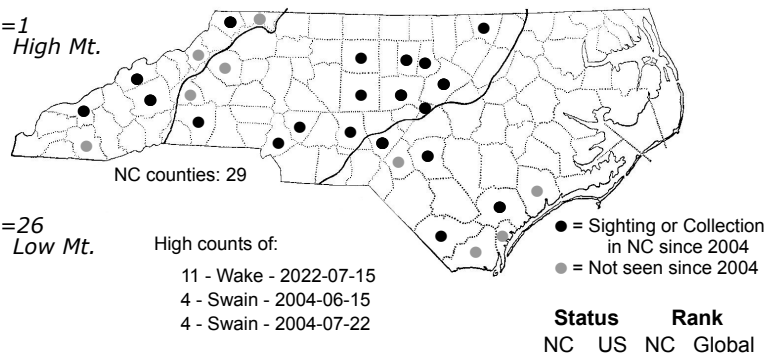 =1
High Mt.
NC counties: 29
=26
Low Mt.
High counts of:
11 - Wake - 2022-07-15
4 - Swain - 2004-06-15
4 - Swain - 2004-07-22
● = Sighting or Collection
in NC since 2004
● = Not seen since 2004
Status Rank
NC US NC Global